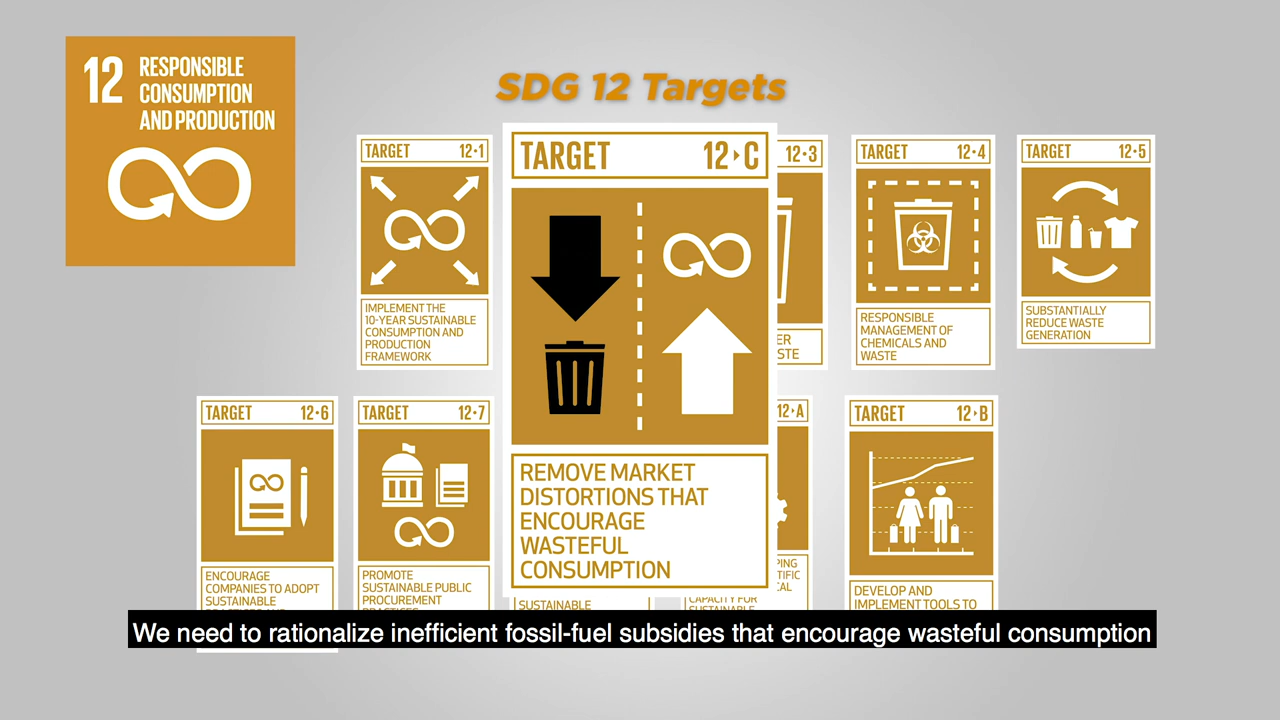 12 RESPONSIBLE
CONSUMPTION
AND PRODUCTION
SDG 12 Targets
TARGET 12·1
IMPLEMENT THE
10-YEAR SUSTAINABLE
CONSUMPTION AND
PRODUCTION
FRAMEWORK
TARGET 12▸C
REMOVE MARKET
DISTORTIONS THAT
ENCOURAGE
WASTEFUL
CONSUMPTION
12·3
TARGET 12·4
RESPONSIBLE
MANAGEMENT OF
CHEMICALS AND
WASTE
TARGET 12·5
SUBSTANTIALLY
REDUCE WASTE
GENERATION
TARGET 12·6
ENCOURAGE
COMPANIES TO ADOPT
SUSTAINABLE
TARGET 12·7
PROMOTE
SUSTAINABLE PUBLIC
PROCUREMENT
SUSTAINABLE
12▸A
CAPACITY FOR
TARGET 12▸B
DEVELOP AND
IMPLEMENT TOOLS TO
We need to rationalize inefficient fossil-fuel subsidies that encourage wasteful consumption